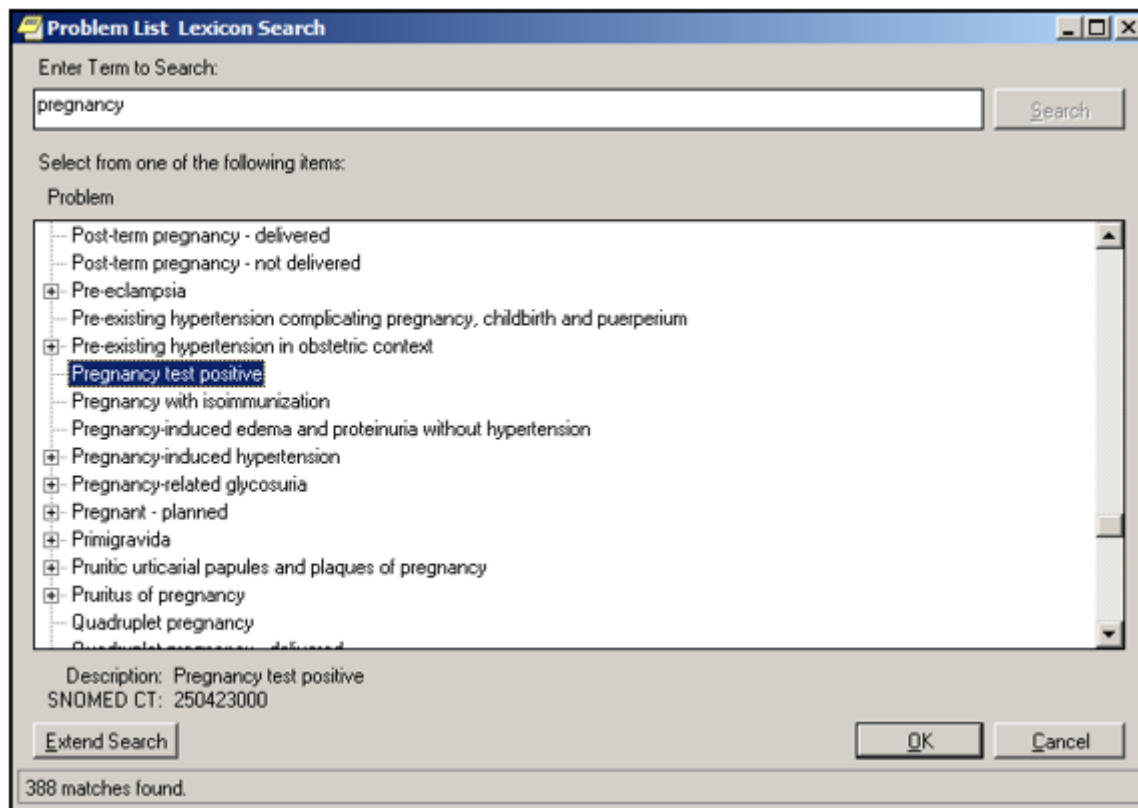 Problem List Lexicon Search
Enter Term to Search:
pregnancy
Search
Select from one of the following items:
Problem
Post-term pregnancy - delivered
Post-term pregnancy - not delivered
Pre-eclampsia
Pre-existing hypertension complicating pregnancy, childbirth and puerperium
Pre-existing hypertension in obstetric context
Pregnancy test positive
Pregnancy with isoimmunization
Pregnancy-induced edema and proteinuria without hypertension
Pregnancy-induced hypertension
Pregnancy-related glycosuria
Pregnant - planned
Primigravida
Pruritic urticarial papules and plaques of pregnancy
Pruritus of pregnancy
Quadruplet pregnancy
Quadruplet pregnancy - delivered
Description: Pregnancy test positive
SNOMED CT: 250423000
Extend Search
OK
Cancel
388 matches found.